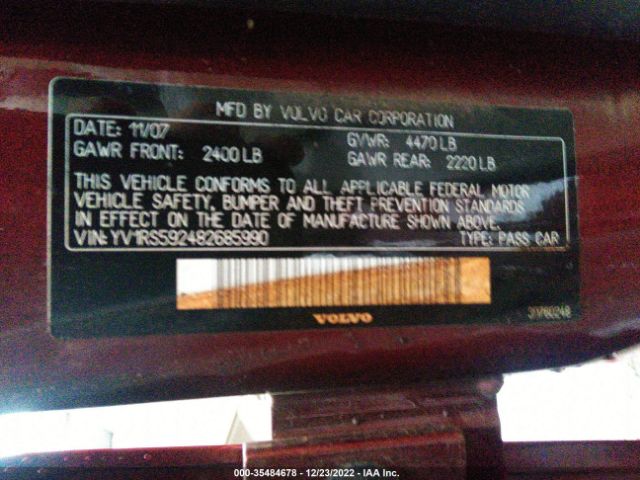 MFD BY VOLVO CAR CORPORATION
DATE: 11/07 GVWR: 4470 LB
GAWR FRONT: 2400 LB GAWR REAR: 2220 LB
THIS VEHICLE CONFORMS TO ALL APPLICABLE FEDERAL MOTOR
VEHICLE SAFETY, BUMPER AND THEFT PREVENTION STANDARDS
IN EFFECT ON THE DATE OF MANUFACTURE SHOWN ABOVE.
VIN: YV1RS592482685990 TYPE: PASS CAR
VOLVO
000-35484678 - 12/23/2022 - IAA Inc.